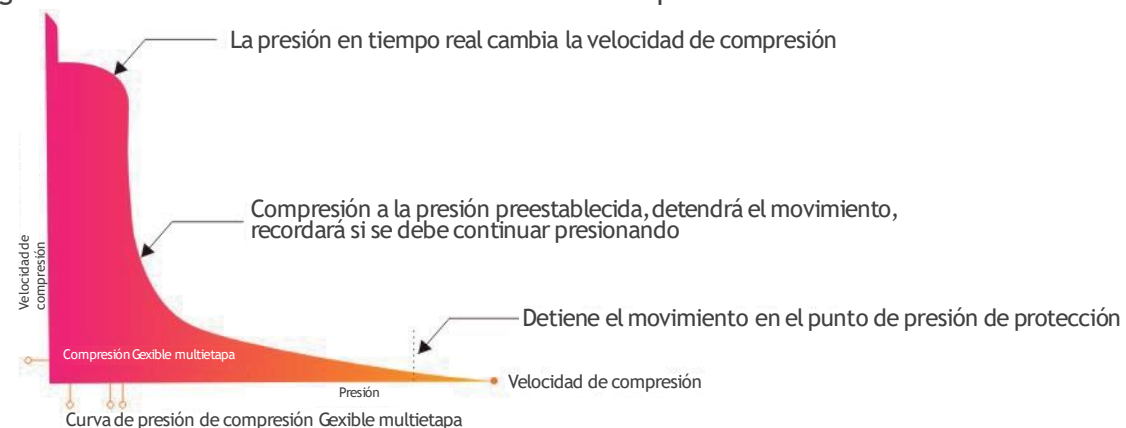 La presión en tiempo real cambia la velocidad de compresión
Compresión a la presión preestablecida, detendrá el movimiento,
recordará si se debe continuar presionando
Velocidad de
compresión
Detiene el movimiento en el punto de presión de protección
Compresión Gexible multietapa
Velocidad de compresión
Presión
Curva de presión de compresión Gexible multietapa